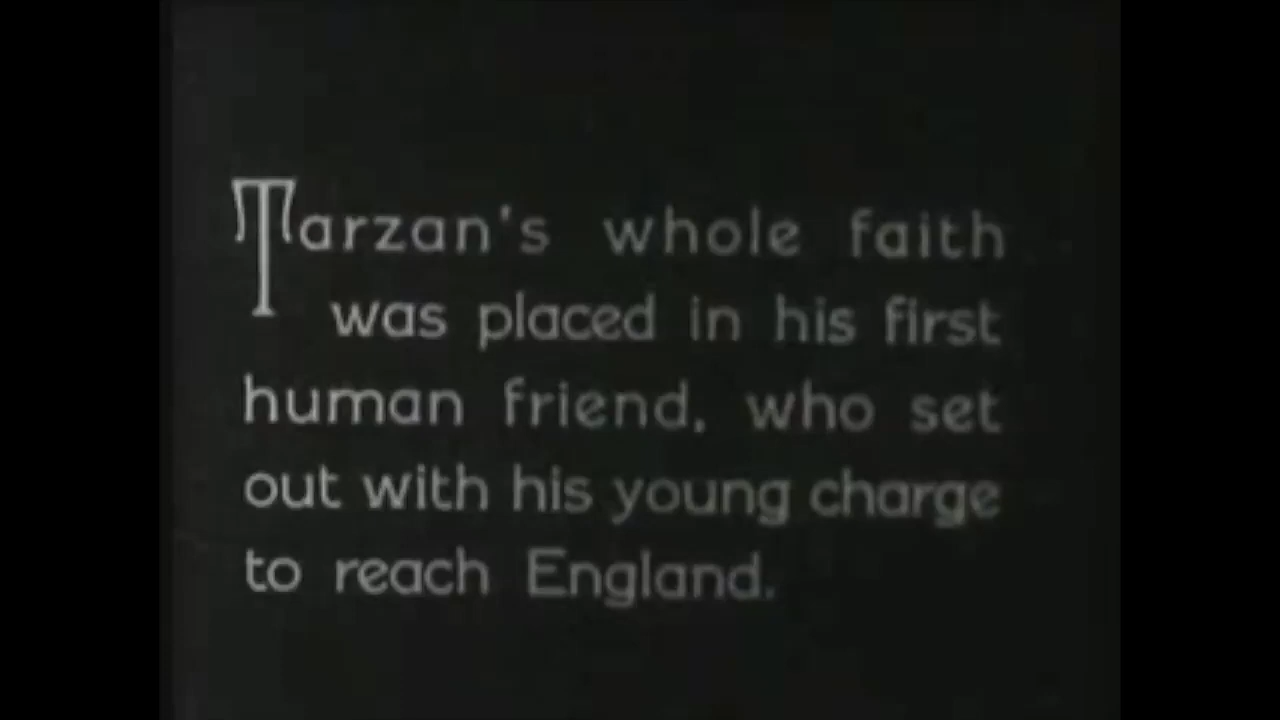 Tarzan's whole faith
was placed in his first
human friend, who set
out with his young charge
to reach England.